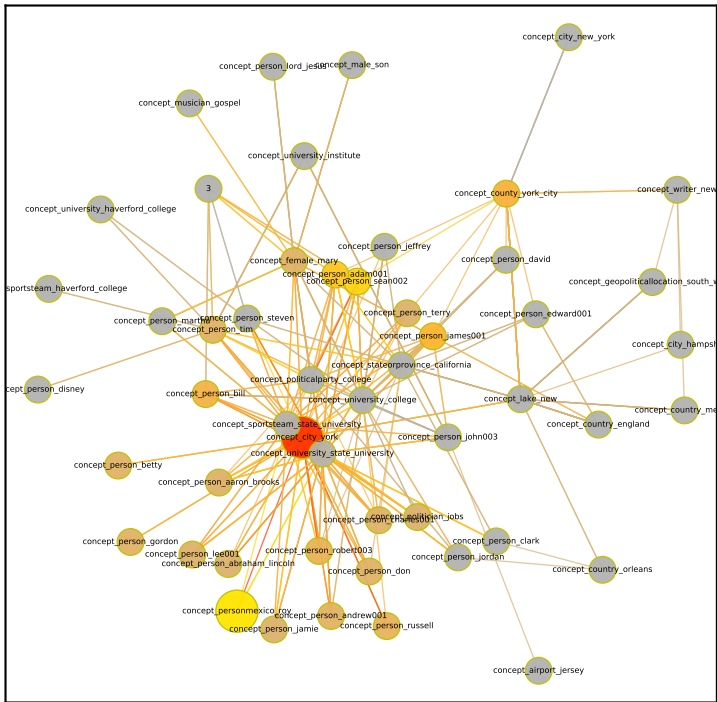 concept_city_new_york
concept_person_lord_jesus
concept_male_son
concept_musician_gospel
concept_university_institute
3
concept_county_york_city
concept_writer_new
concept_university_haverford_college
concept_person_jeffrey
concept_female_mary
concept_person_david
concept_person_adam001
concept_person_sean002
concept_geopoliticallocation_south_w
sportsteam_haverford_college
concept_person_terry
concept_person_edward001
concept_person_martha
concept_person_steven
concept_person_tim
concept_person_james001
concept_city_hampsh
concept_stateorprovince_california
concept_politicalparty_college
cept_person_disney
concept_person_bill
concept_university_college
concept_lake_new
concept_country_me
concept_sportsteam_state_university
concept_country_england
concept_city_york
concept_person_john003
concept_university_state_university
concept_person_betty
concept_person_aaron_brooks
concept_person_charles001
concept_politician_jobs
concept_person_gordon
concept_person_clark
concept_person_lee001
concept_person_robert003
concept_person_jordan
concept_person_abraham_lincoln
concept_person_don
concept_country_orleans
concept_personmexico_roy
concept_person_andrew001
concept_person_jamie
concept_person_russell
concept_airport_jersey